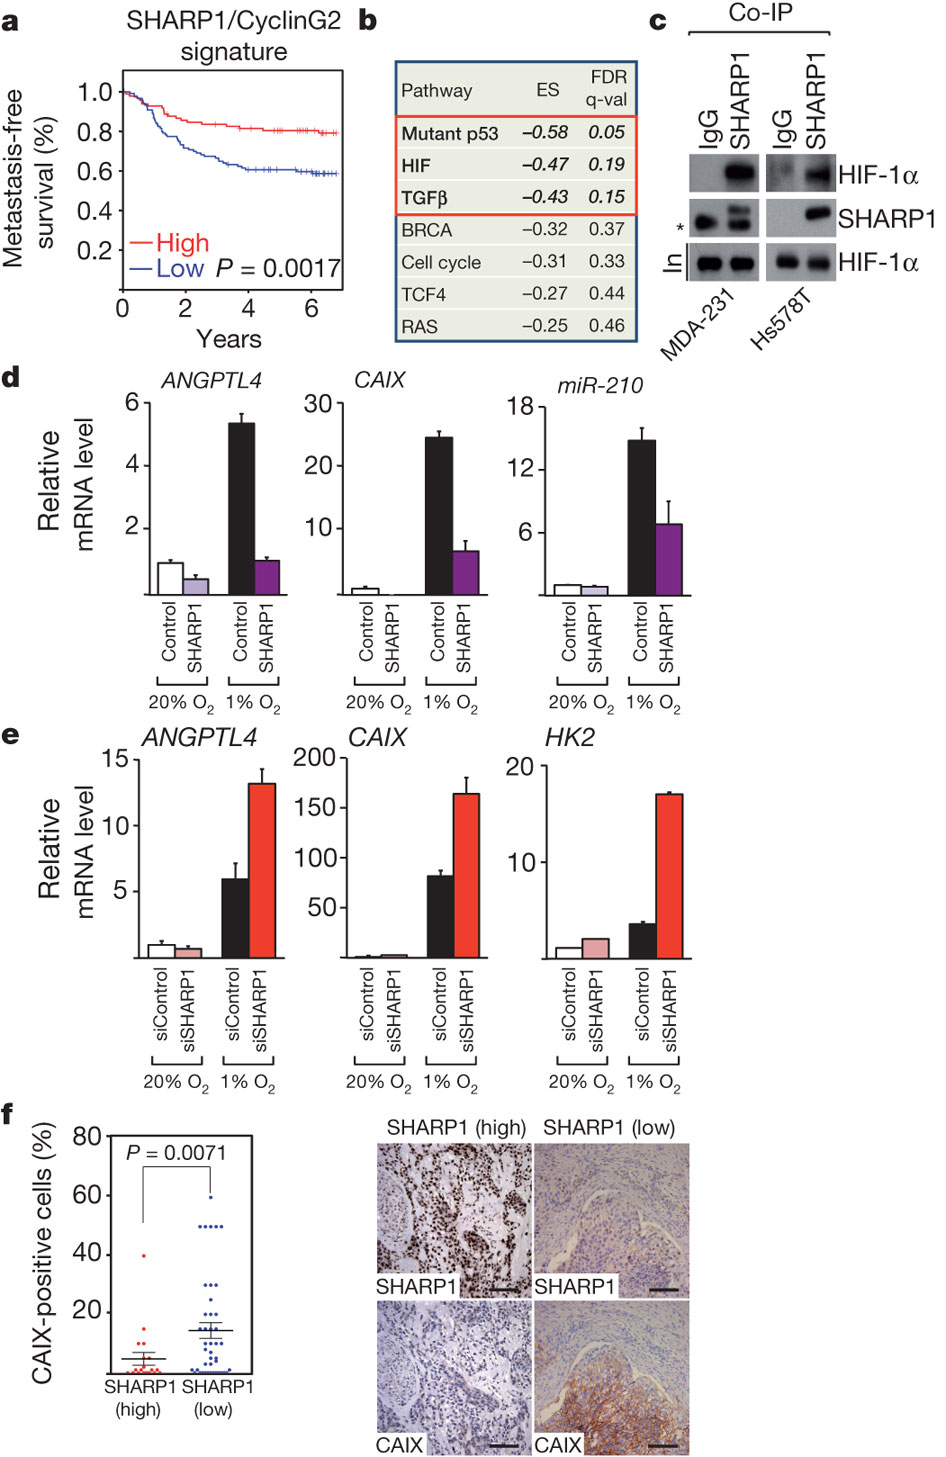 a
SHARP1/CyclinG2
signature
Metastasis-free
survival (%)
1.0
0.8
0.6
0.4
0.2
High
Low
P = 0.0017
0
2
4
6
Years
b
Pathway ES FDR
q-val
Mutant p53 –0.58 0.05
HIF –0.47 0.19
TGFβ –0.43 0.15
BRCA –0.32 0.37
Cell cycle –0.31 0.33
TCF4 –0.27 0.44
RAS –0.25 0.46
c
Co-IP
IgG
SHARP1
IgG
SHARP1
HIF-1α
SHARP1
*
In
HIF-1α
MDA-231
Hs578T
d
Relative
mRNA level
ANGPTL4
6
4
2
Control
SHARP1
Control
SHARP1
20% O2
1% O2
CAIX
30
20
10
Control
SHARP1
Control
SHARP1
20% O2
1% O2
miR-210
18
12
6
Control
SHARP1
Control
SHARP1
20% O2
1% O2
e
Relative
mRNA level
ANGPTL4
15
10
5
siControl
siSHARP1
siControl
siSHARP1
20% O2
1% O2
CAIX
200
150
100
50
siControl
siSHARP1
siControl
siSHARP1
20% O2
1% O2
HK2
20
10
siControl
siSHARP1
siControl
siSHARP1
20% O2
1% O2
f
CAIX-positive cells (%)
80
60
40
20
P = 0.0071
SHARP1
(high)
SHARP1
(low)
SHARP1 (high)
SHARP1 (low)
SHARP1
SHARP1
CAIX
CAIX